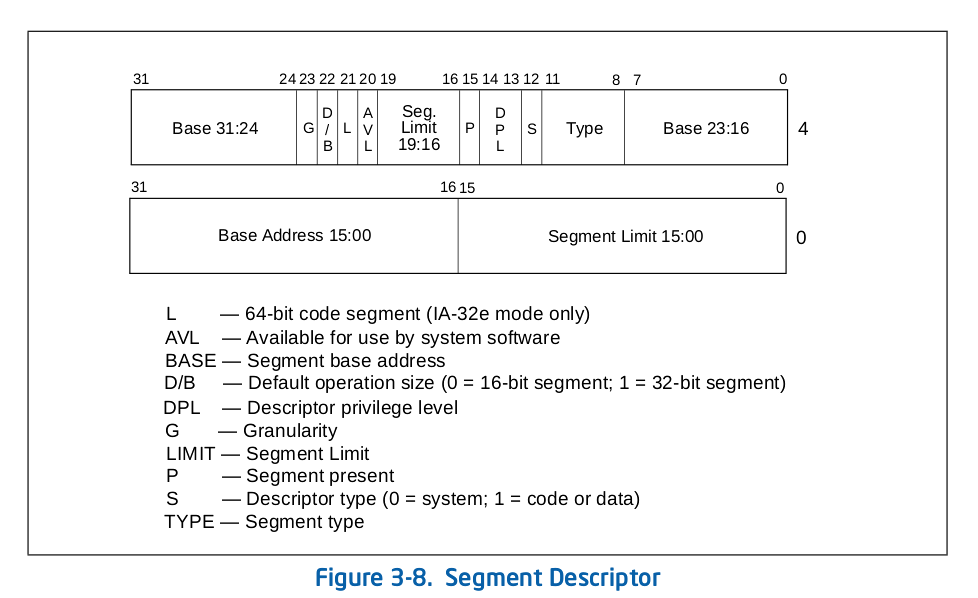 31 24 23 22 21 20 19 16 15 14 13 12 11 8 7 0
Base 31:24 G D/B L AVL Seg. Limit 19:16 P DPL S Type Base 23:16 4
31 16 15 0
Base Address 15:00 Segment Limit 15:00 0
L — 64-bit code segment (IA-32e mode only)
AVL — Available for use by system software
BASE — Segment base address
D/B — Default operation size (0 = 16-bit segment; 1 = 32-bit segment)
DPL — Descriptor privilege level
G — Granularity
LIMIT — Segment Limit
P — Segment present
S — Descriptor type (0 = system; 1 = code or data)
TYPE — Segment type
Figure 3-8. Segment Descriptor